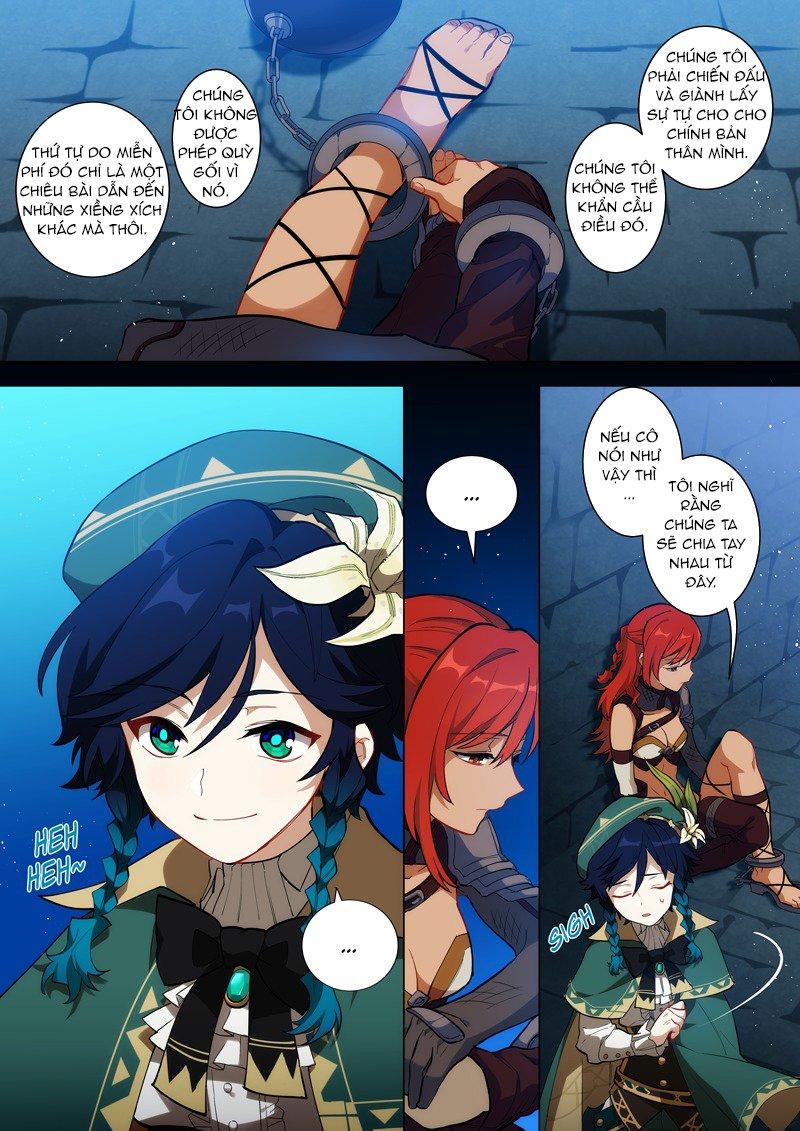 CHÚNG TÔI
PHẢI CHIẾN ĐẤU
VÀ GIÀNH LẤY
SỰ TỰ CHO CHO
CHÍNH BẢN
THÂN MÌNH.
CHÚNG TÔI
KHÔNG THỂ
KHẨN CẦU
ĐIỀU ĐÓ.
CHÚNG
TÔI KHÔNG
ĐƯỢC
PHÉP QUỲ
GỐI VÌ
NÓ.
THỨ TỰ DO MIỄN
PHÍ ĐÓ CHỈ LÀ MỘT
CHIÊU BÀI DẪN ĐẾN
NHỮNG XIỀNG XÍCH
KHÁC MÀ THÔI.
NẾU CÔ
NÓI NHƯ
VẬY THÌ
...
TÔI NGHĨ
RẰNG
CHÚNG TA
SẼ CHIA TAY
NHAU TỪ
ĐÂY.
SIGH
...
...
HEH
HEH~